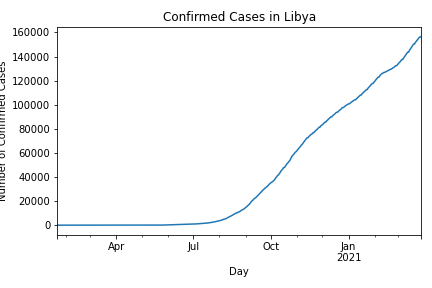 Confirmed Cases in Libya
160000
140000
120000
100000
80000
60000
40000
20000
0
Number of Confirmed Cases
Apr
Jul
Oct
Jan
2021
Day